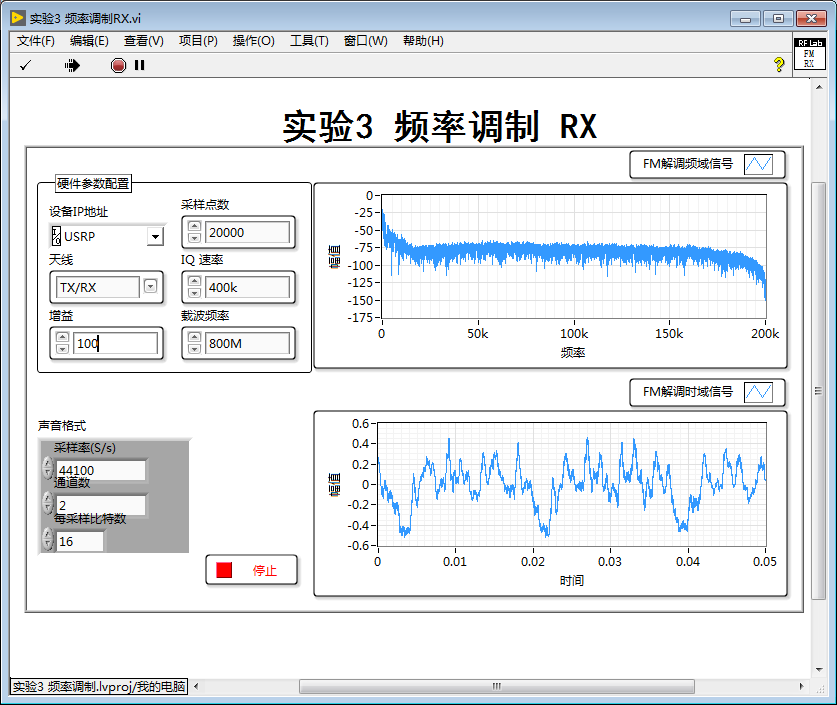 实验3 频率调制RX.vi
文件(F) 编辑(E) 查看(V) 项目(P) 操作(O) 工具(T) 窗口(W) 帮助(H)
RF Lab
FM
RX
实验3 频率调制 RX
硬件参数配置
设备IP地址
USRP
天线
TX/RX
增益
100
采样点数
20000
IQ 速率
400k
载波频率
800M
FM解调频域信号
幅值
0
-25
-50
-75
-100
-125
-150
-175
0 50k 100k 150k 200k
频率
声音格式
采样率(S/s)
44100
通道数
2
每采样比特数
16
停止
FM解调时域信号
幅值
0.6
0.4
0.2
0
-0.2
-0.4
-0.6
0 0.01 0.02 0.03 0.04 0.05
时间
实验3 频率调制.lvproj/我的电脑